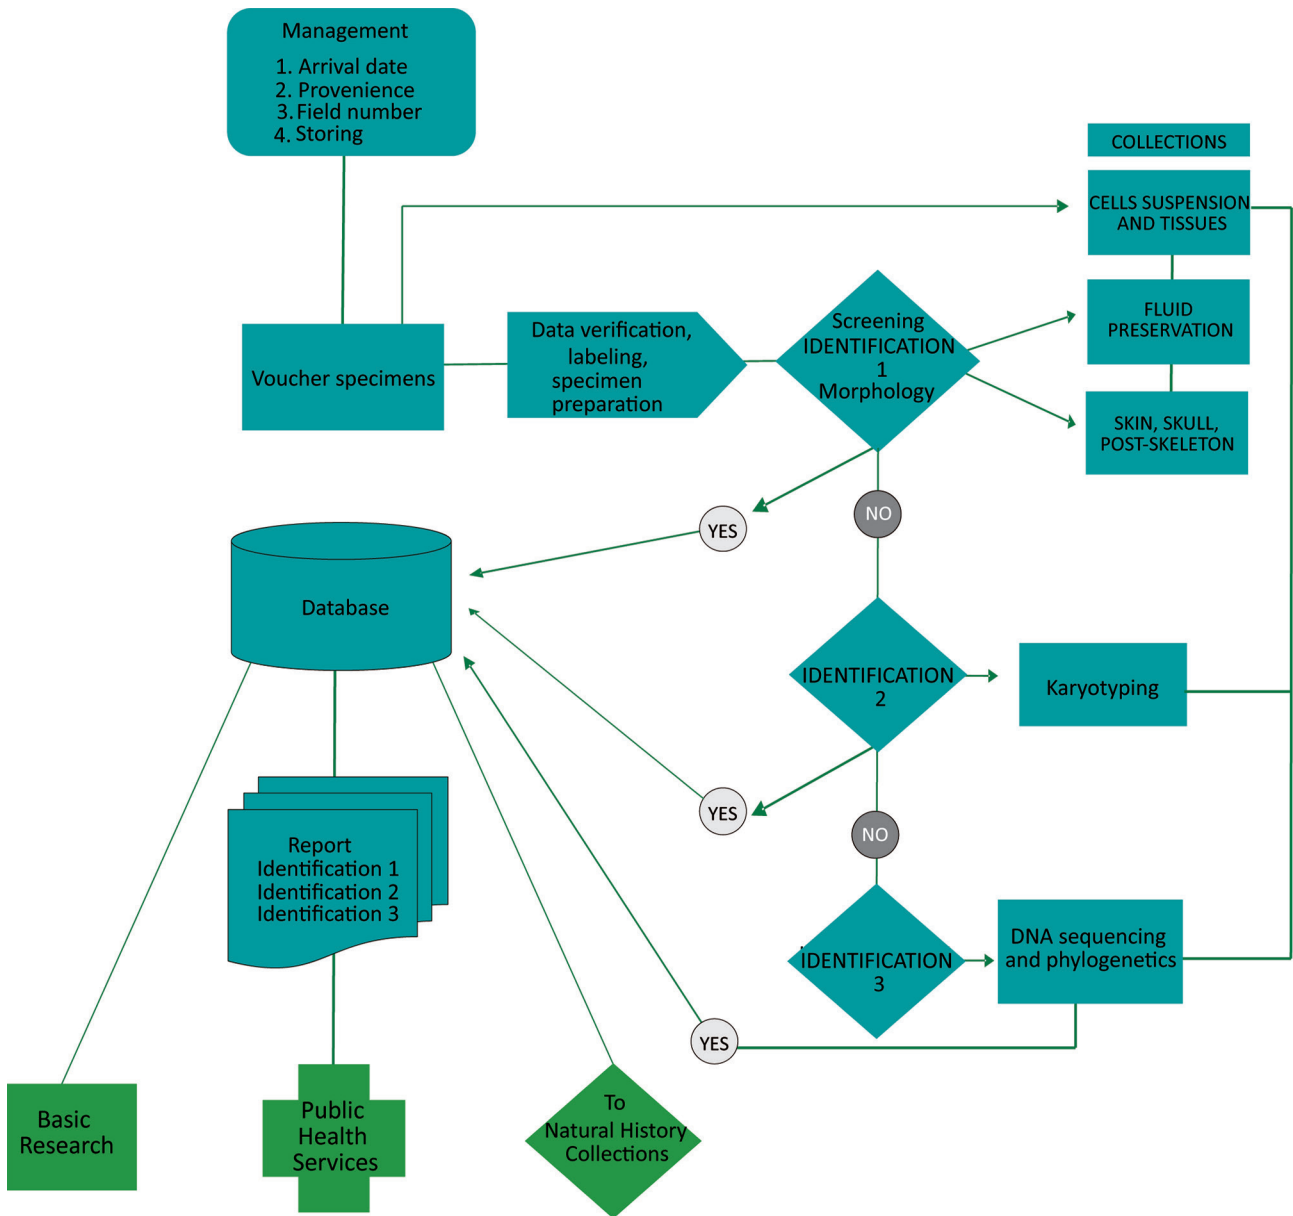 Management
1. Arrival date
2. Provenience
3. Field number
4. Storing
COLLECTIONS
CELLS SUSPENSION
AND TISSUES
FLUID
PRESERVATION
SKIN, SKULL,
POST-SKELETON
Voucher specimens
Data verification,
labeling,
specimen
preparation
Screening
IDENTIFICATION
1
Morphology
YES
NO
Database
IDENTIFICATION
2
Karyotyping
YES
NO
Report
Identification 1
Identification 2
Identification 3
IDENTIFICATION
3
DNA sequencing
and phylogenetics
YES
Basic
Research
Public
Health
Services
To
Natural History
Collections